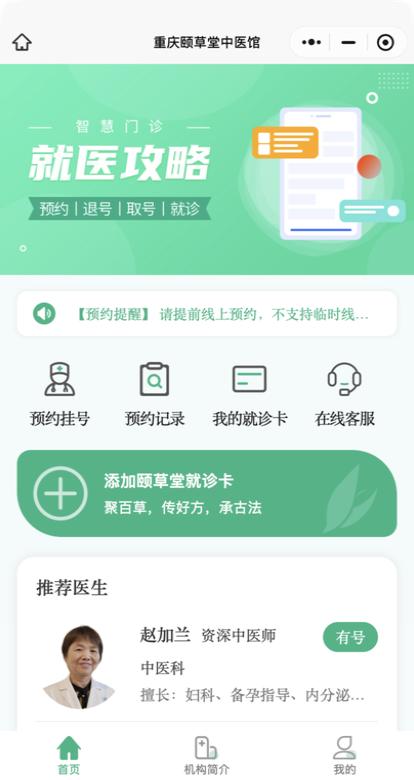 重庆颐草堂中医馆
智慧门诊
就医攻略
预约 | 退号 | 取号 | 就诊
【预约提醒】 请提前线上预约，不支持临时线...
预约挂号 预约记录 我的就诊卡 在线客服
添加颐草堂就诊卡
聚百草，传好方，承古法
推荐医生
赵加兰 资深中医师 有号
中医科
擅长：妇科、备孕指导、内分泌...
首页 机构简介 我的